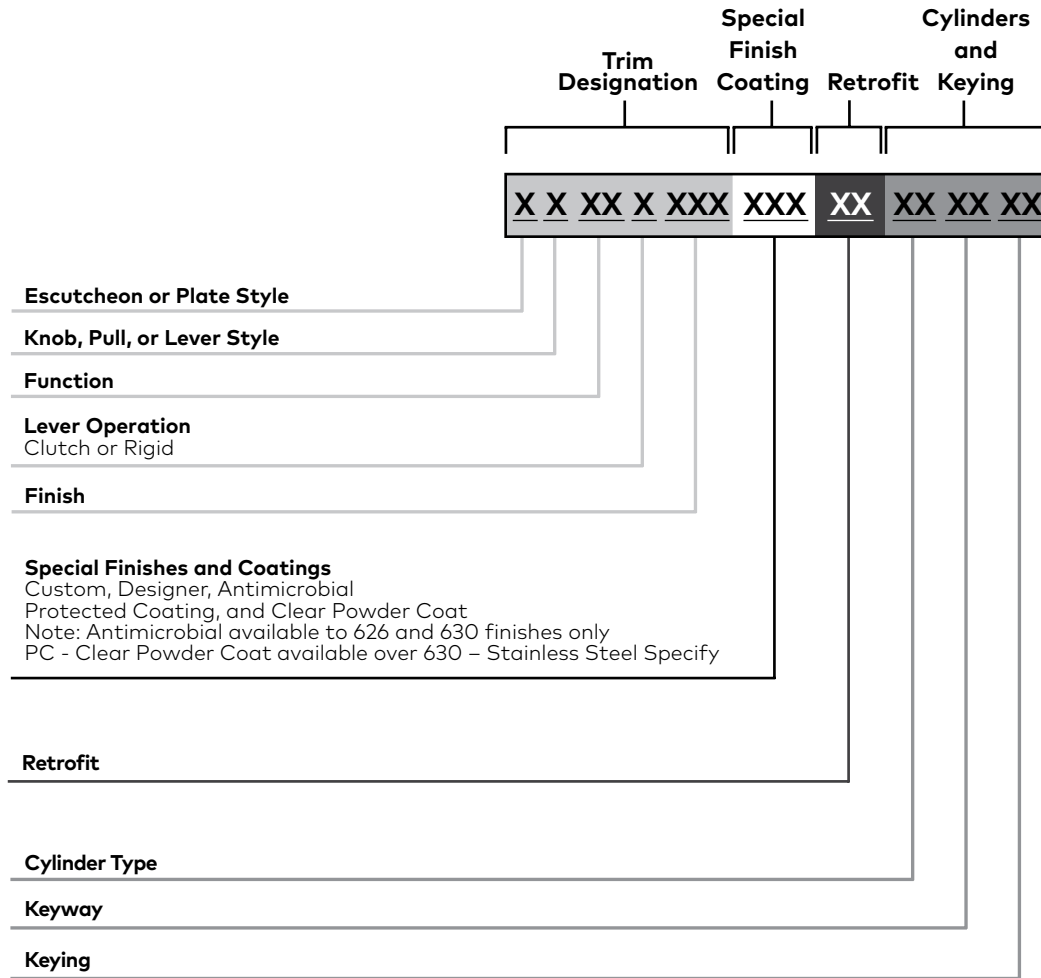 Special
Finish
Coating
Cylinders
and
Keying
Trim
Designation
Retrofit
X X XX X XXX XXX XX XX XX XX
Escutcheon or Plate Style
Knob, Pull, or Lever Style
Function
Lever Operation
Clutch or Rigid
Finish
Special Finishes and Coatings
Custom, Designer, Antimicrobial
Protected Coating, and Clear Powder Coat
Note: Antimicrobial available to 626 and 630 finishes only
PC - Clear Powder Coat available over 630 – Stainless Steel Specify
Retrofit
Cylinder Type
Keyway
Keying